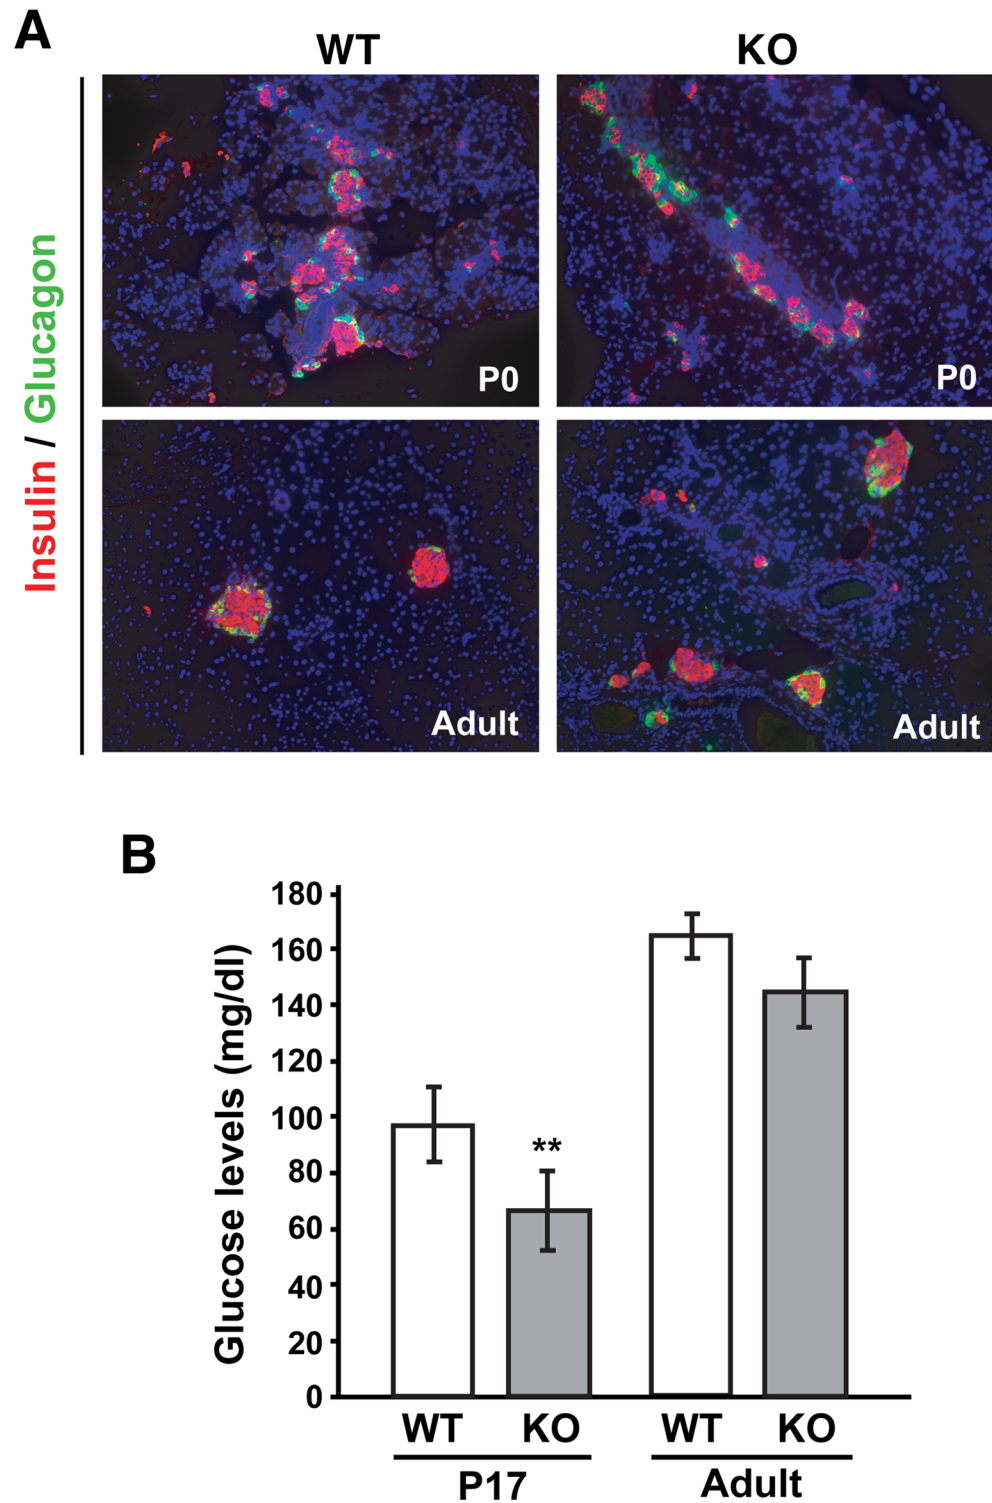 A
WT
KO
Insulin / Glucagon
P0
P0
Adult
Adult
B
Glucose levels (mg/dl)
180
160
140
120
100
80
60
40
20
0
**
WT
KO
WT
KO
P17
Adult